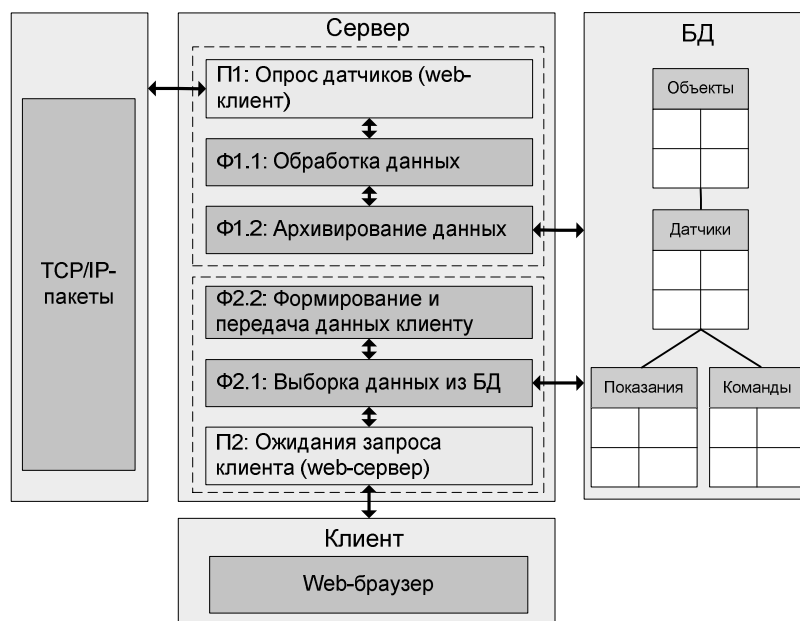 Сервер
П1: Опрос датчиков (web-
клиент)
Ф1.1: Обработка данных
Ф1.2: Архивирование данных
TCP/IP-
пакеты
Ф2.2: Формирование и
передача данных клиенту
Ф2.1: Выборка данных из БД
П2: Ожидания запроса
клиента (web-сервер)
БД
Объекты
Датчики
Показания
Команды
Клиент
Web-браузер